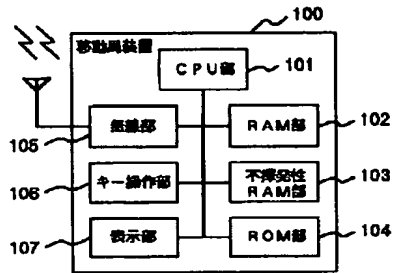 100
移動局装置
CPU部
101
無線部
105
RAM部
102
キー操作部
106
不揮発性
RAM部
103
表示部
107
ROM部
104